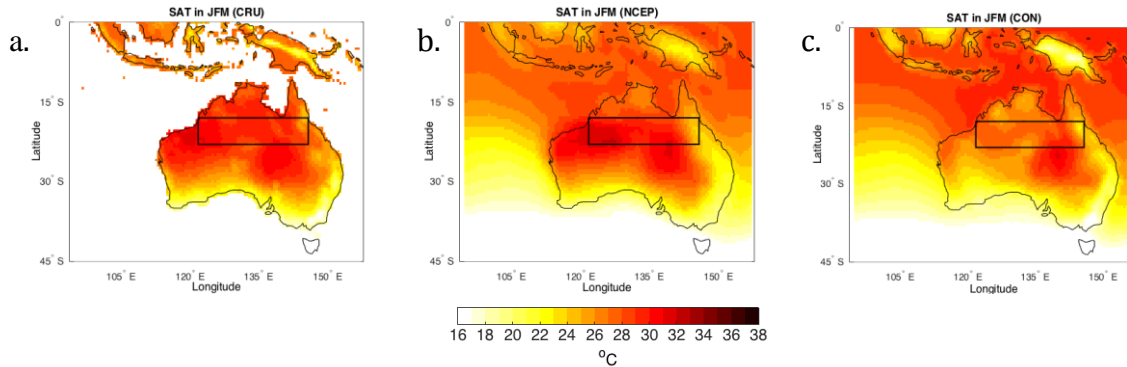 a.
SAT in JFM (CRU)
0°
15° S
30° S
45° S
Latitude
105° E
120° E
135° E
150° E
Longitude
b.
SAT in JFM (NCEP)
0°
15° S
30° S
45° S
Latitude
105° E
120° E
135° E
150° E
Longitude
c.
SAT in JFM (CON)
0°
15° S
30° S
45° S
Latitude
105° E
120° E
135° E
150° E
Longitude
16 18 20 22 24 26 28 30 32 34 36 38
°C